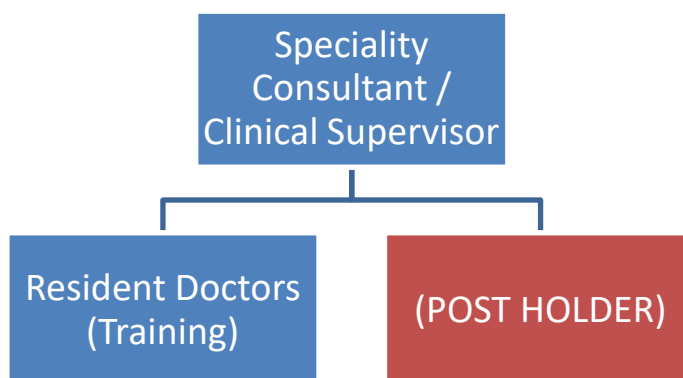 Speciality
Consultant /
Clinical Supervisor
Resident Doctors
(Training)
(POST HOLDER)